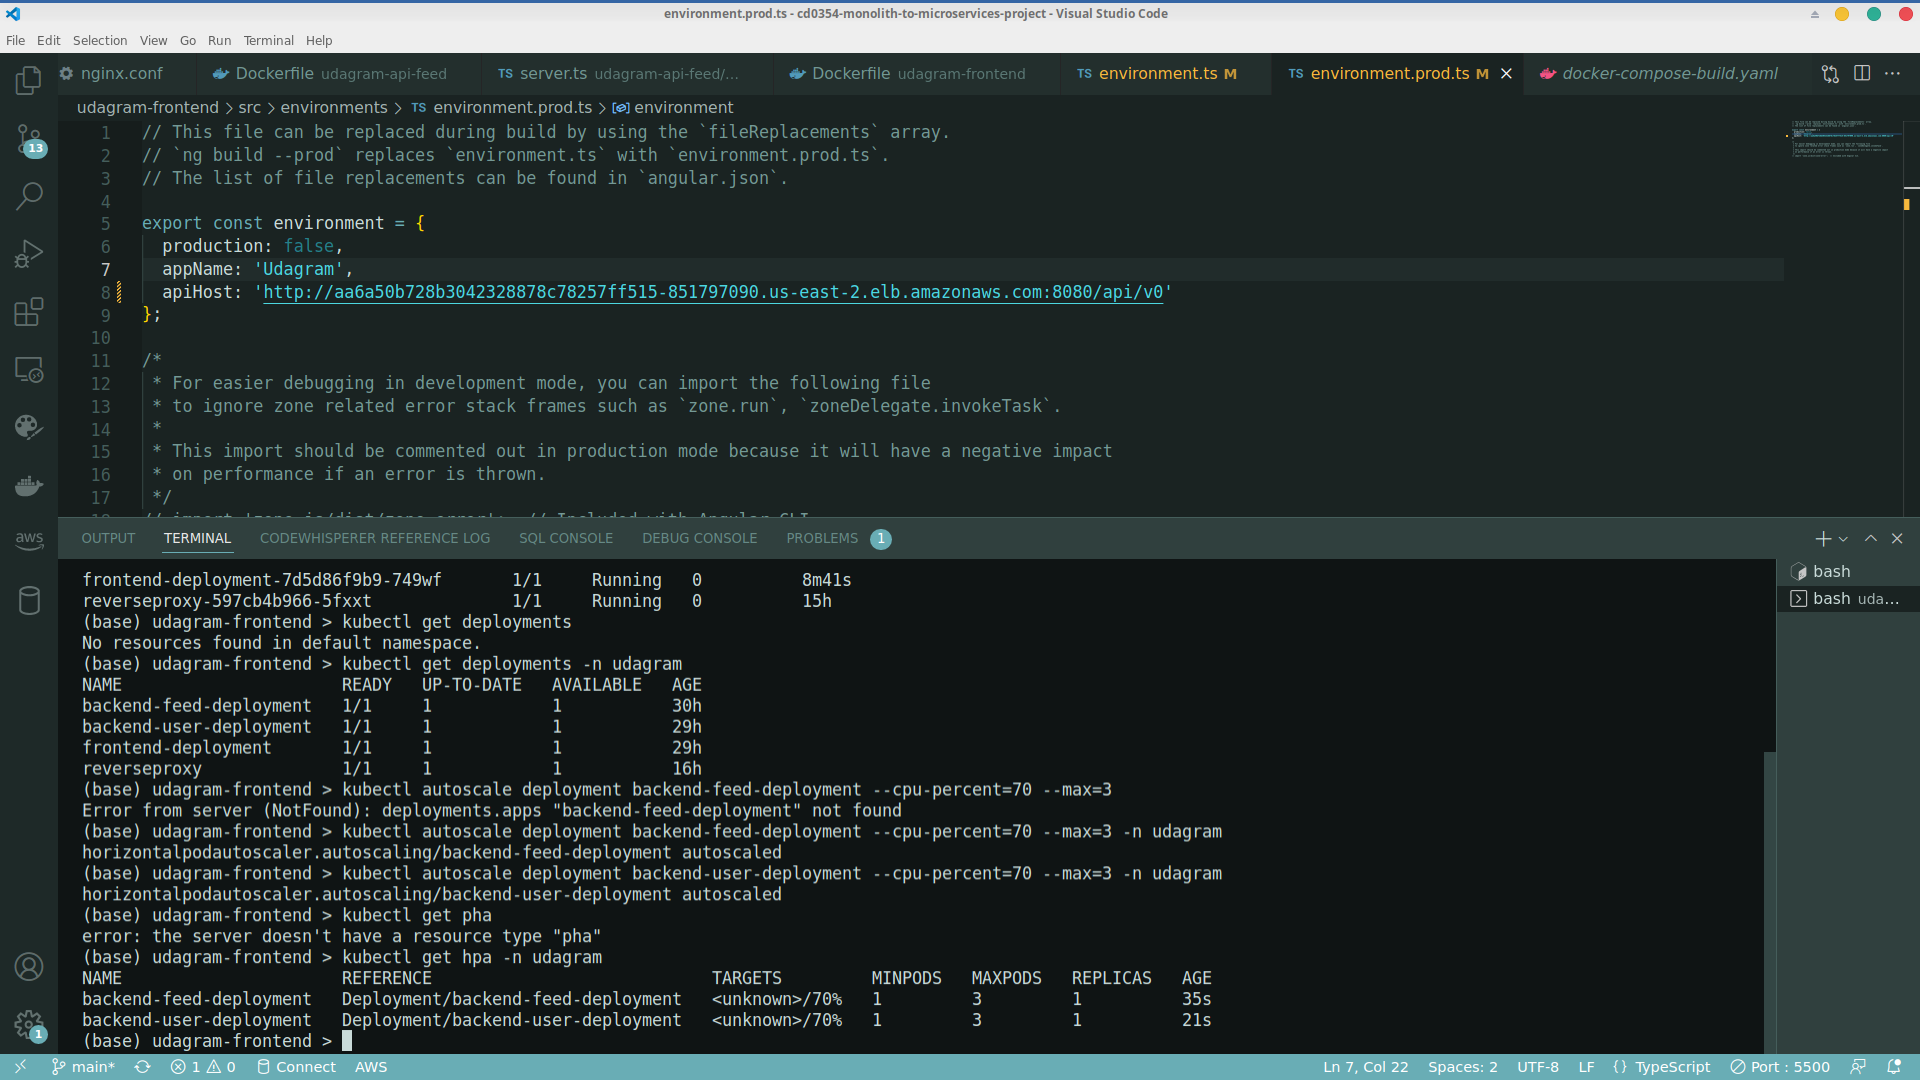 environment.prod.ts - cd0354-monolith-to-microservices-project - Visual Studio Code
File Edit Selection View Go Run Terminal Help
nginx.conf Dockerfile udagram-api-feed TS server.ts udagram-api-feed/... Dockerfile udagram-frontend TS environment.ts M TS environment.prod.ts M docker-compose-build.yaml
udagram-frontend > src > environments > TS environment.prod.ts > environment
1 // This file can be replaced during build by using the `fileReplacements` array.
2 // `ng build --prod` replaces `environment.ts` with `environment.prod.ts`.
3 // The list of file replacements can be found in `angular.json`.
4
5 export const environment = {
6 production: false,
7 appName: 'Udagram',
8 apiHost: 'http://aa6a50b728b3042328878c78257ff515-851797090.us-east-2.elb.amazonaws.com:8080/api/v0'
9 };
10
11 /*
12 * For easier debugging in development mode, you can import the following file
13 * to ignore zone related error stack frames such as `zone.run`, `zoneDelegate.invokeTask`.
14 *
15 * This import should be commented out in production mode because it will have a negative impact
16 * on performance if an error is thrown.
17 */
13
aws
1
OUTPUT TERMINAL CODEWHISPERER REFERENCE LOG SQL CONSOLE DEBUG CONSOLE PROBLEMS 1
bash
bash uda...
frontend-deployment-7d5d86f9b9-749wf 1/1 Running 0 8m41s
reverseproxy-597cb4b966-5fxxt 1/1 Running 0 15h
(base) udagram-frontend > kubectl get deployments
No resources found in default namespace.
(base) udagram-frontend > kubectl get deployments -n udagram
NAME READY UP-TO-DATE AVAILABLE AGE
backend-feed-deployment 1/1 1 1 30h
backend-user-deployment 1/1 1 1 29h
frontend-deployment 1/1 1 1 29h
reverseproxy 1/1 1 1 16h
(base) udagram-frontend > kubectl autoscale deployment backend-feed-deployment --cpu-percent=70 --max=3
Error from server (NotFound): deployments.apps "backend-feed-deployment" not found
(base) udagram-frontend > kubectl autoscale deployment backend-feed-deployment --cpu-percent=70 --max=3 -n udagram
horizontalpodautoscaler.autoscaling/backend-feed-deployment autoscaled
(base) udagram-frontend > kubectl autoscale deployment backend-user-deployment --cpu-percent=70 --max=3 -n udagram
horizontalpodautoscaler.autoscaling/backend-user-deployment autoscaled
(base) udagram-frontend > kubectl get pha
error: the server doesn't have a resource type "pha"
(base) udagram-frontend > kubectl get hpa -n udagram
NAME REFERENCE TARGETS MINPODS MAXPODS REPLICAS AGE
backend-feed-deployment Deployment/backend-feed-deployment <unknown>/70% 1 3 1 35s
backend-user-deployment Deployment/backend-user-deployment <unknown>/70% 1 3 1 21s
(base) udagram-frontend >
main* 1 0 Connect AWS Ln 7, Col 22 Spaces: 2 UTF-8 LF {} TypeScript Port : 5500